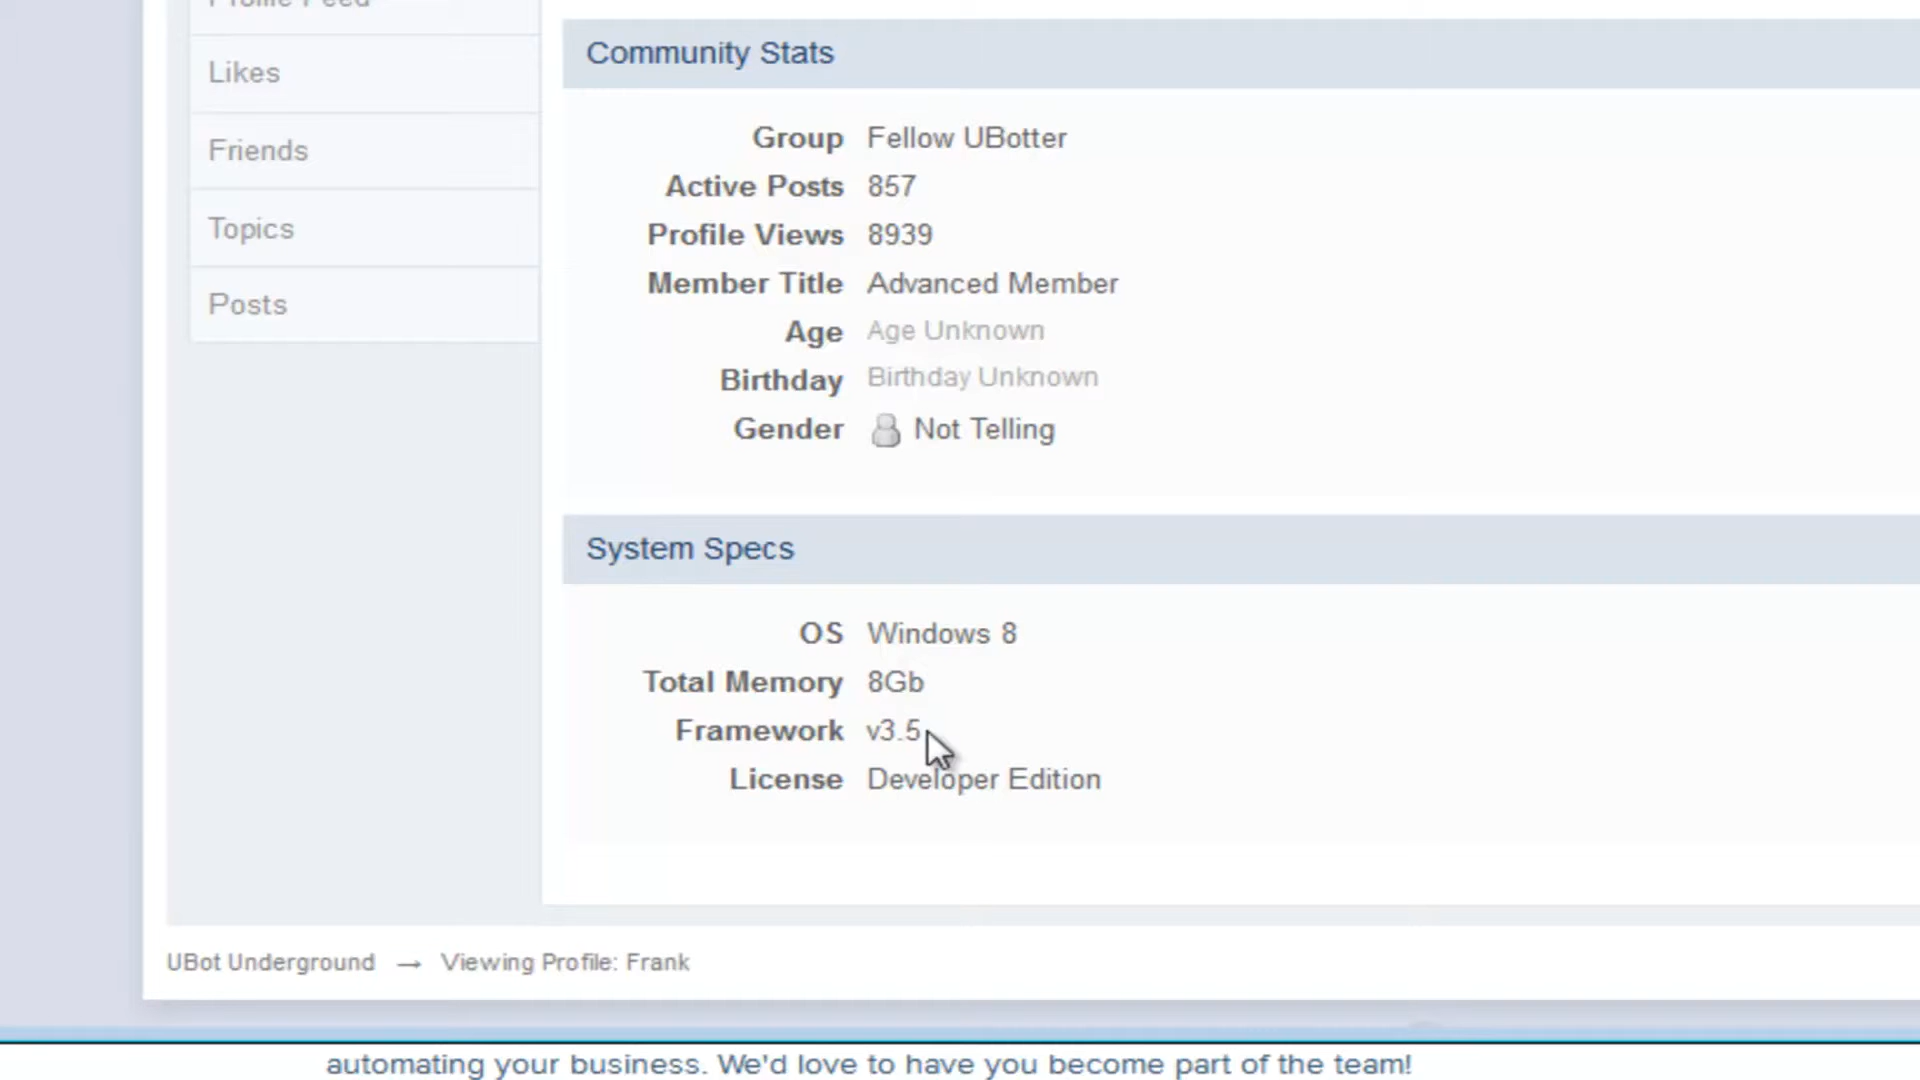 Profile Feed
Likes
Friends
Topics
Posts
Community Stats
Group Fellow UBotter
Active Posts 857
Profile Views 8939
Member Title Advanced Member
Age Age Unknown
Birthday Birthday Unknown
Gender Not Telling
System Specs
OS Windows 8
Total Memory 8Gb
Framework v3.5
License Developer Edition
UBot Underground → Viewing Profile: Frank
automating your business. We'd love to have you become part of the team!